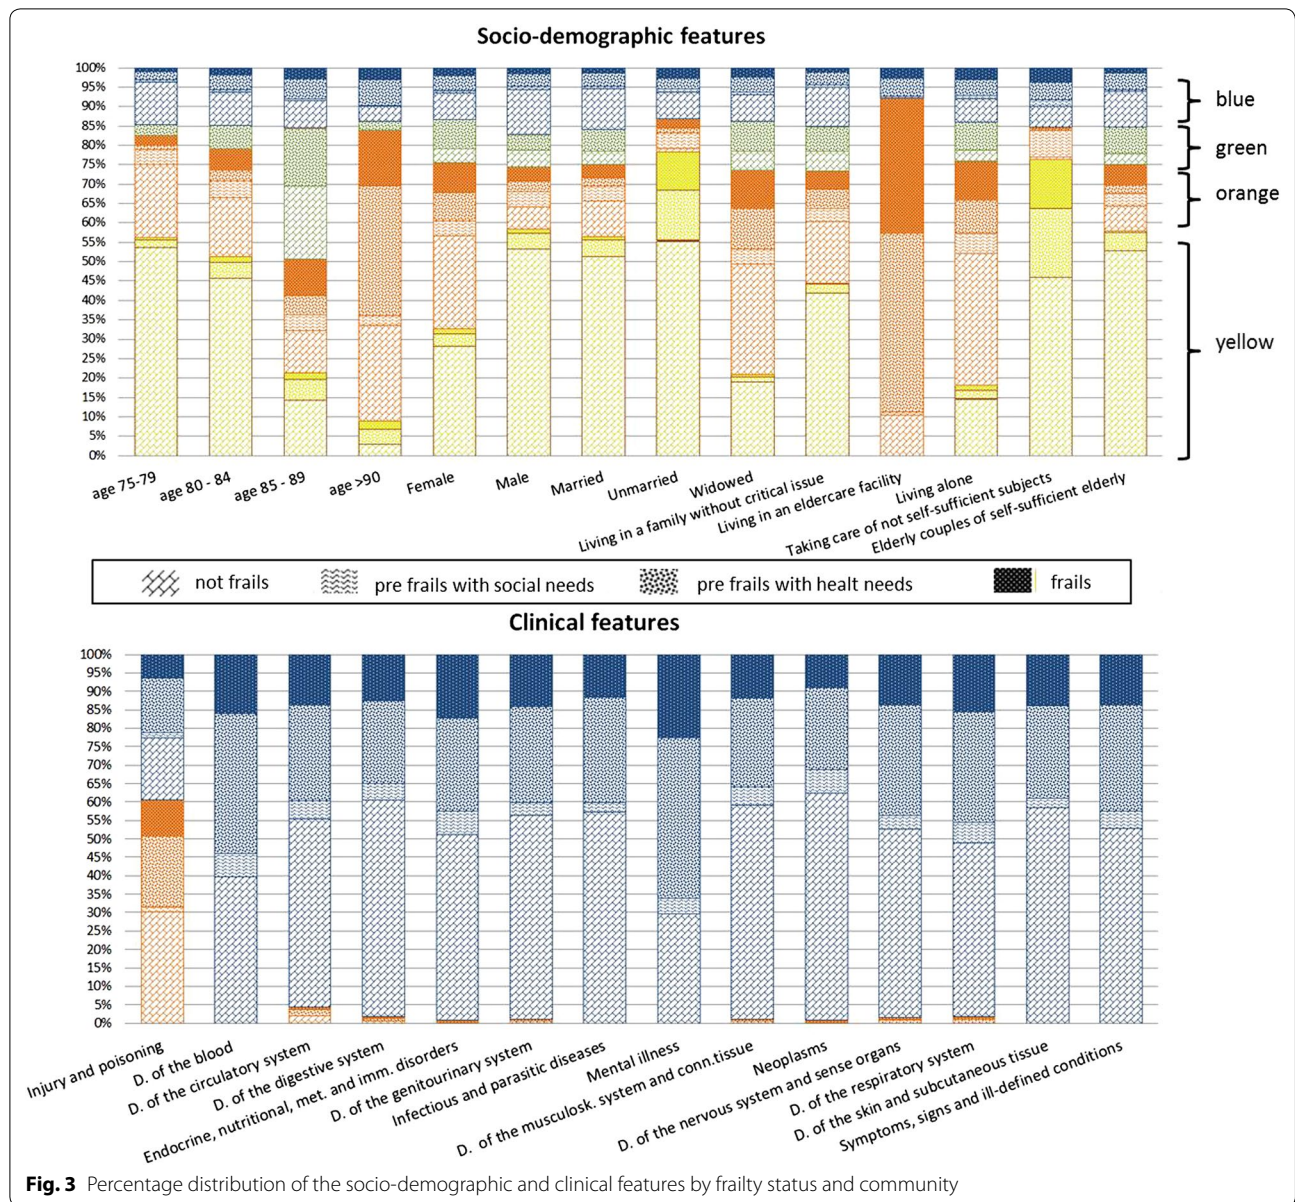 Socio-demographic features
100%
95%
90%
85%
80%
75%
70%
65%
60%
55%
50%
45%
40%
35%
30%
25%
20%
15%
10%
5%
0%
blue
green
orange
yellow
age 75-79
age 80 - 84
age 85 - 89
age >90
Female
Male
Married
Unmarried
Widowed
Living in a family without critical issue
Living in an eldercare facility
Living alone
Taking care of not self-sufficient subjects
Elderly couples of self-sufficient elderly
not frails
pre frails with social needs
pre frails with healt needs
frails
Clinical features
100%
95%
90%
85%
80%
75%
70%
65%
60%
55%
50%
45%
40%
35%
30%
25%
20%
15%
10%
5%
0%
Injury and poisoning
D. of the blood
D. of the circulatory system
D. of the digestive system
Endocrine, nutritional, met. and imm. disorders
D. of the genitourinary system
Infectious and parasitic diseases
Mental illness
D. of the musculosk. system and conn.tissue
Neoplasms
D. of the nervous system and sense organs
D. of the respiratory system
D. of the skin and subcutaneous tissue
Symptoms, signs and ill-defined conditions
Fig. 3 Percentage distribution of the socio-demographic and clinical features by frailty status and community